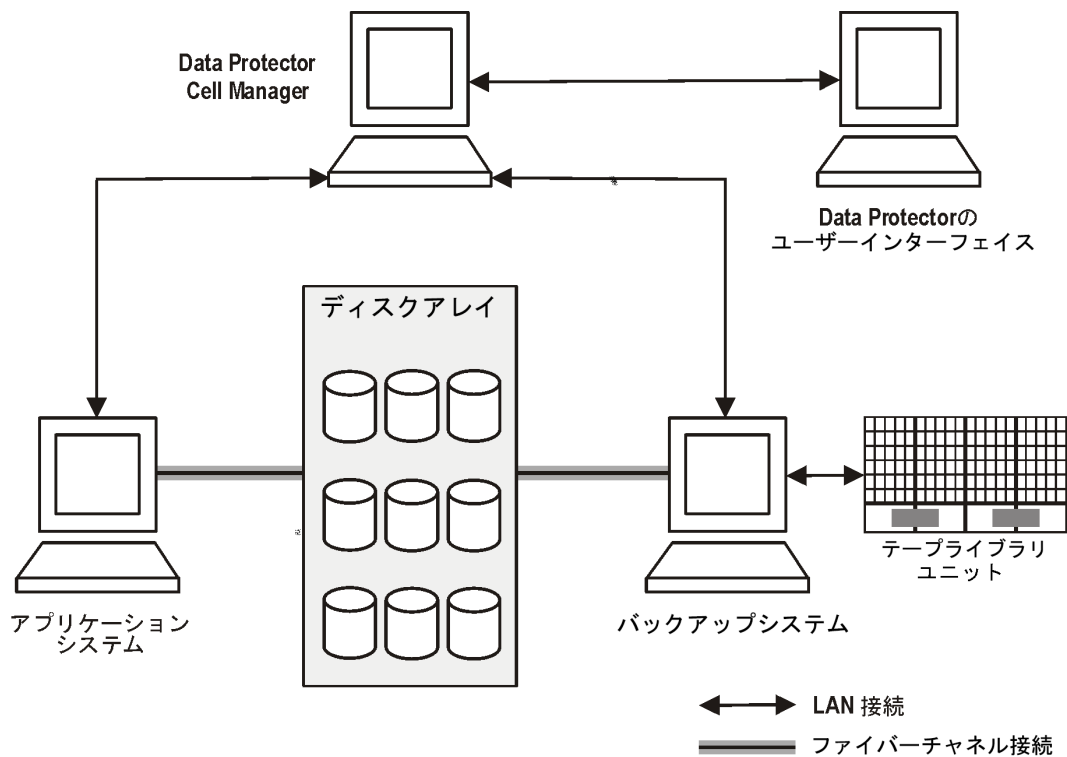 Data Protector
Cell Manager
Data Protectorの
ユーザーインターフェイス
ディスクアレイ
テープライブラリ
ユニット
アプリケーション
システム
バックアップシステム
LAN 接続
ファイバーチャネル接続